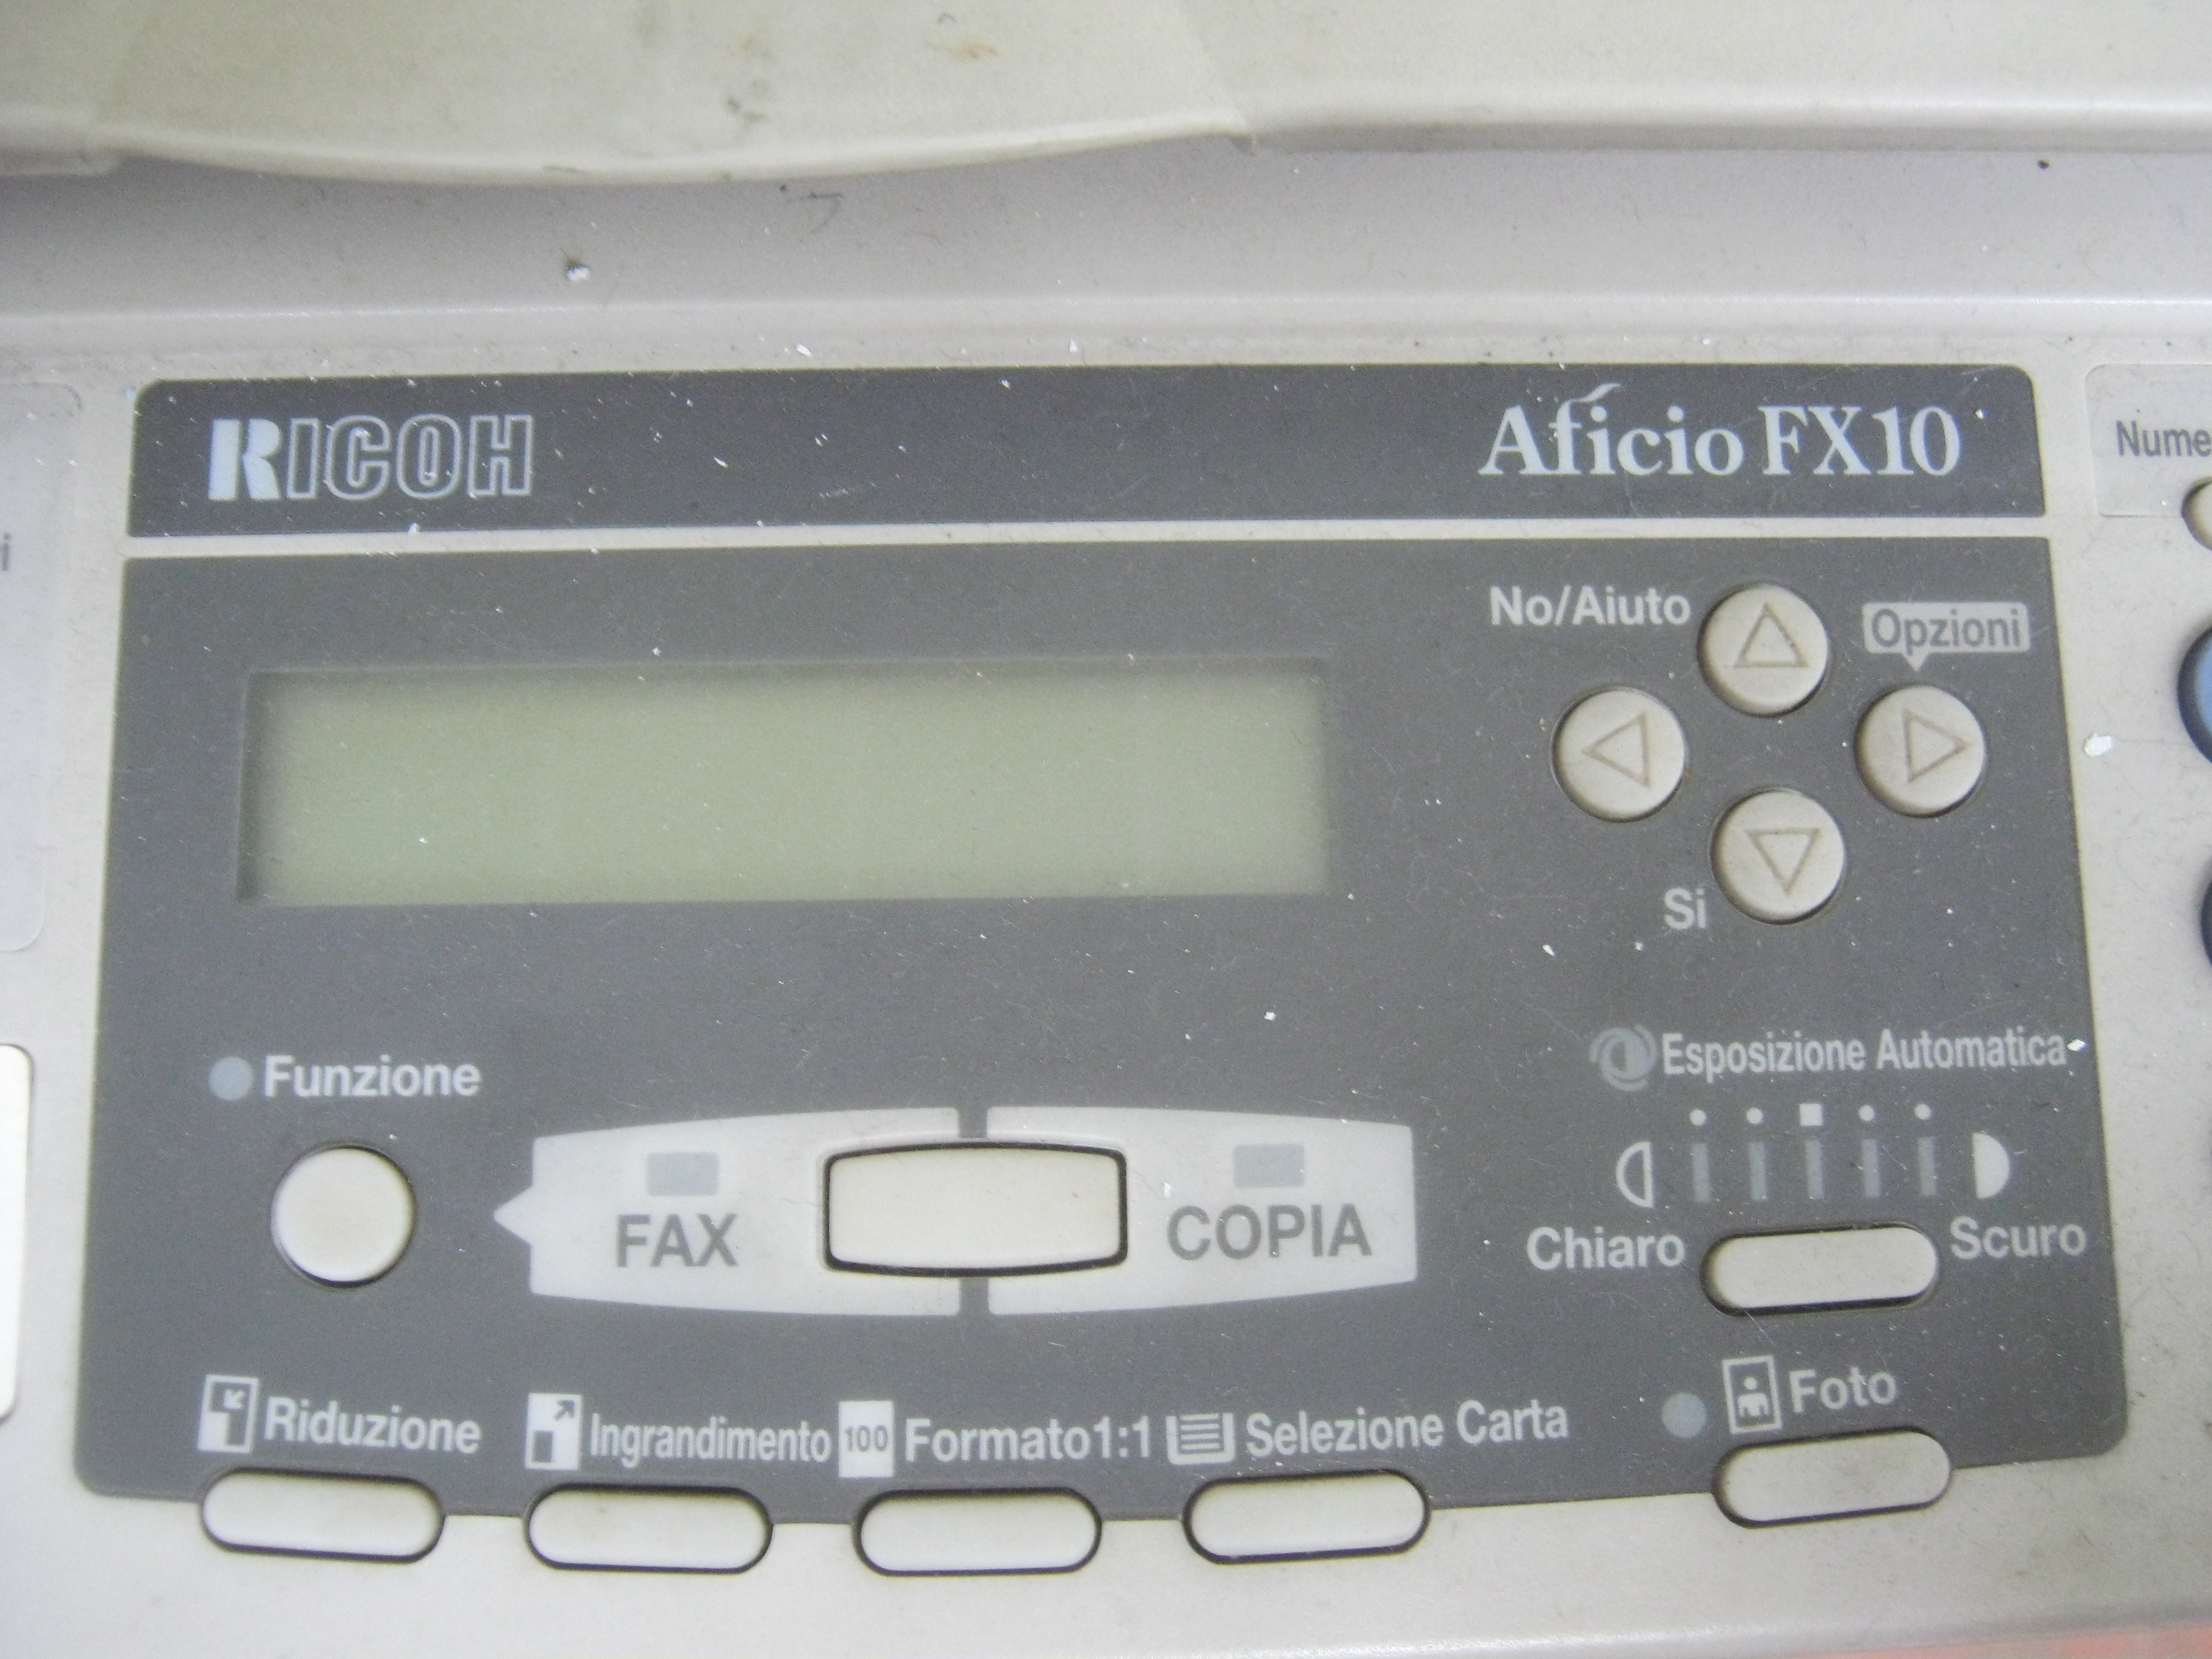 RICOH
Aficio FX10
No/Aiuto
Opzioni
Si
Esposizione Automatica
Funzione
FAX
COPIA
Chiaro
Scuro
Riduzione
Ingrandimento
100
Formato1:1
Selezione Carta
Foto